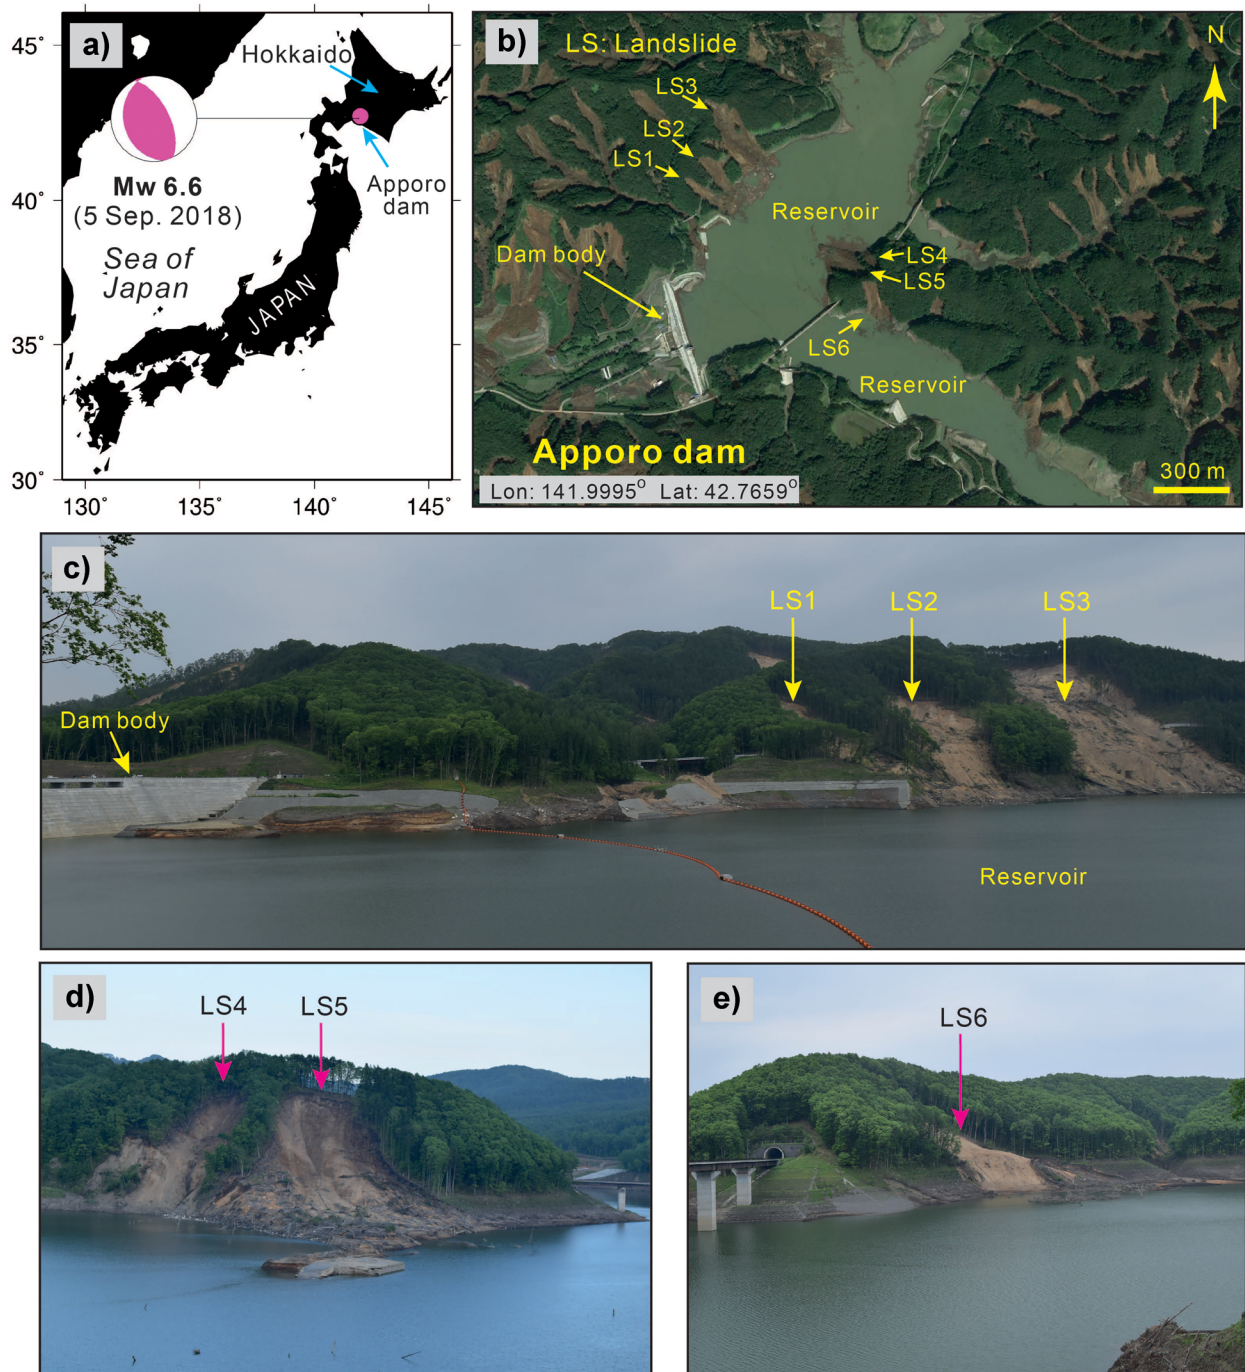 a)
45°
40°
35°
30°
130°
135°
140°
145°
Hokkaido
Apporo
dam
Mw 6.6
(5 Sep. 2018)
Sea of
Japan
JAPAN
b)
LS: Landslide
N
LS3
LS2
LS1
Reservoir
Dam body
LS4
LS5
LS6
Reservoir
Apporo dam
Lon: 141.9995° Lat: 42.7659°
300 m
c)
LS1
LS2
LS3
Dam body
Reservoir
d)
LS4
LS5
e)
LS6